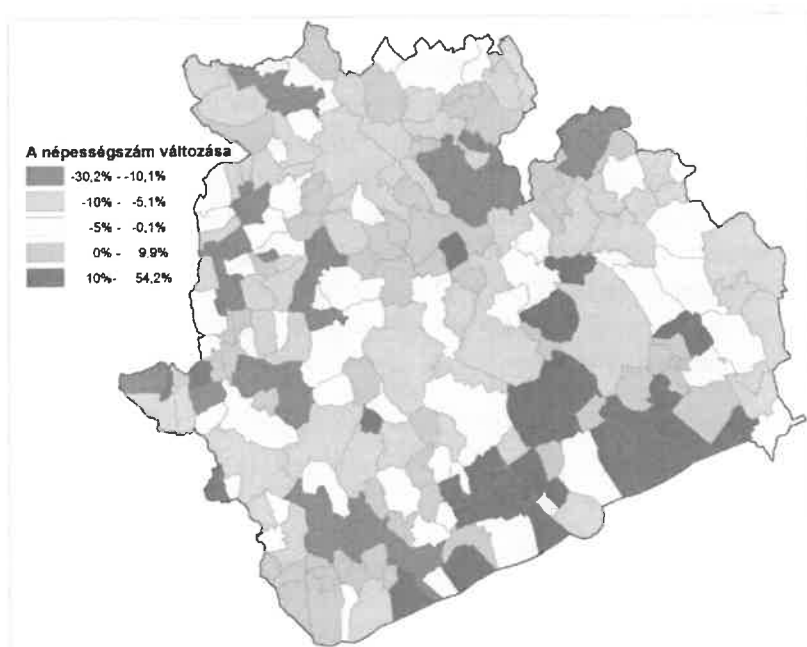 A népességszám változása
-30,2% - -10,1%
-10% - -5,1%
-5% - -0,1%
0% - 9,9%
10%- 54,2%